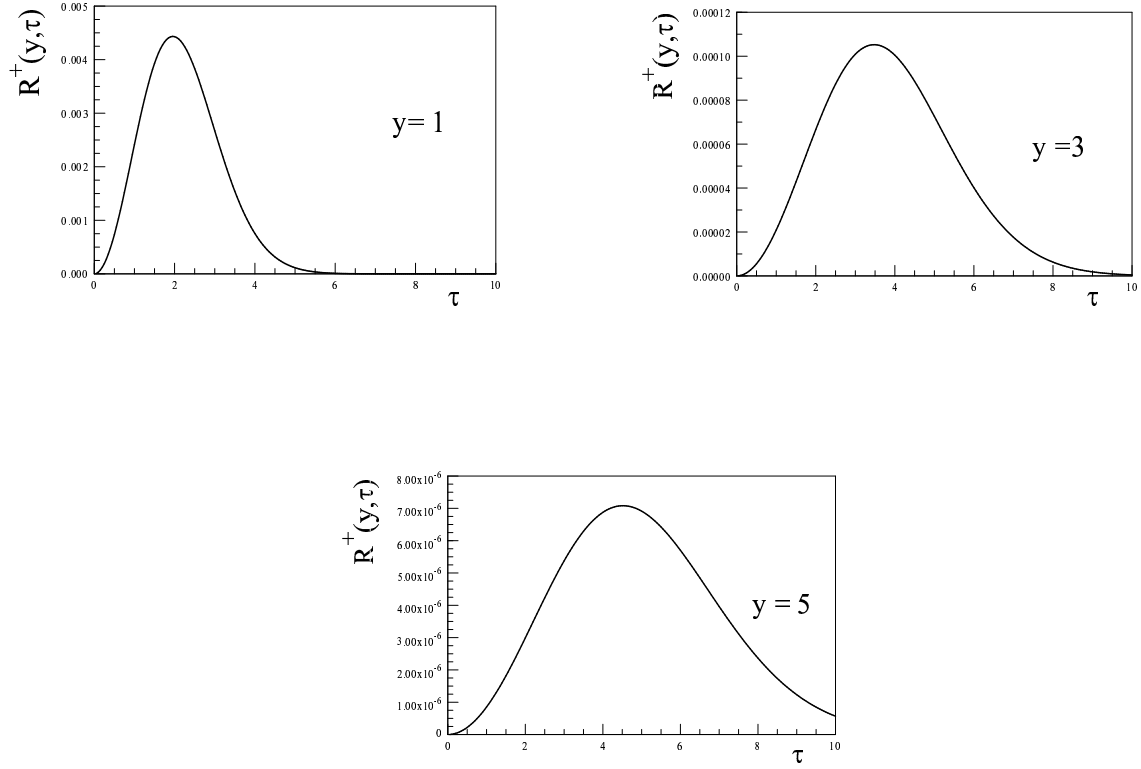 R⁺(y,τ)
0.005
0.004
0.003
0.002
0.001
0.000
y= 1
0 2 4 6 8 10
τ
R⁺(y,τ)
0.00012
0.00010
0.00008
0.00006
0.00004
0.00002
0.00000
y =3
0 2 4 6 8 10
τ
R⁺(y,τ)
8.00x10⁻⁶
7.00x10⁻⁶
6.00x10⁻⁶
5.00x10⁻⁶
4.00x10⁻⁶
3.00x10⁻⁶
2.00x10⁻⁶
1.00x10⁻⁶
0
y = 5
0 2 4 6 8 10
τ